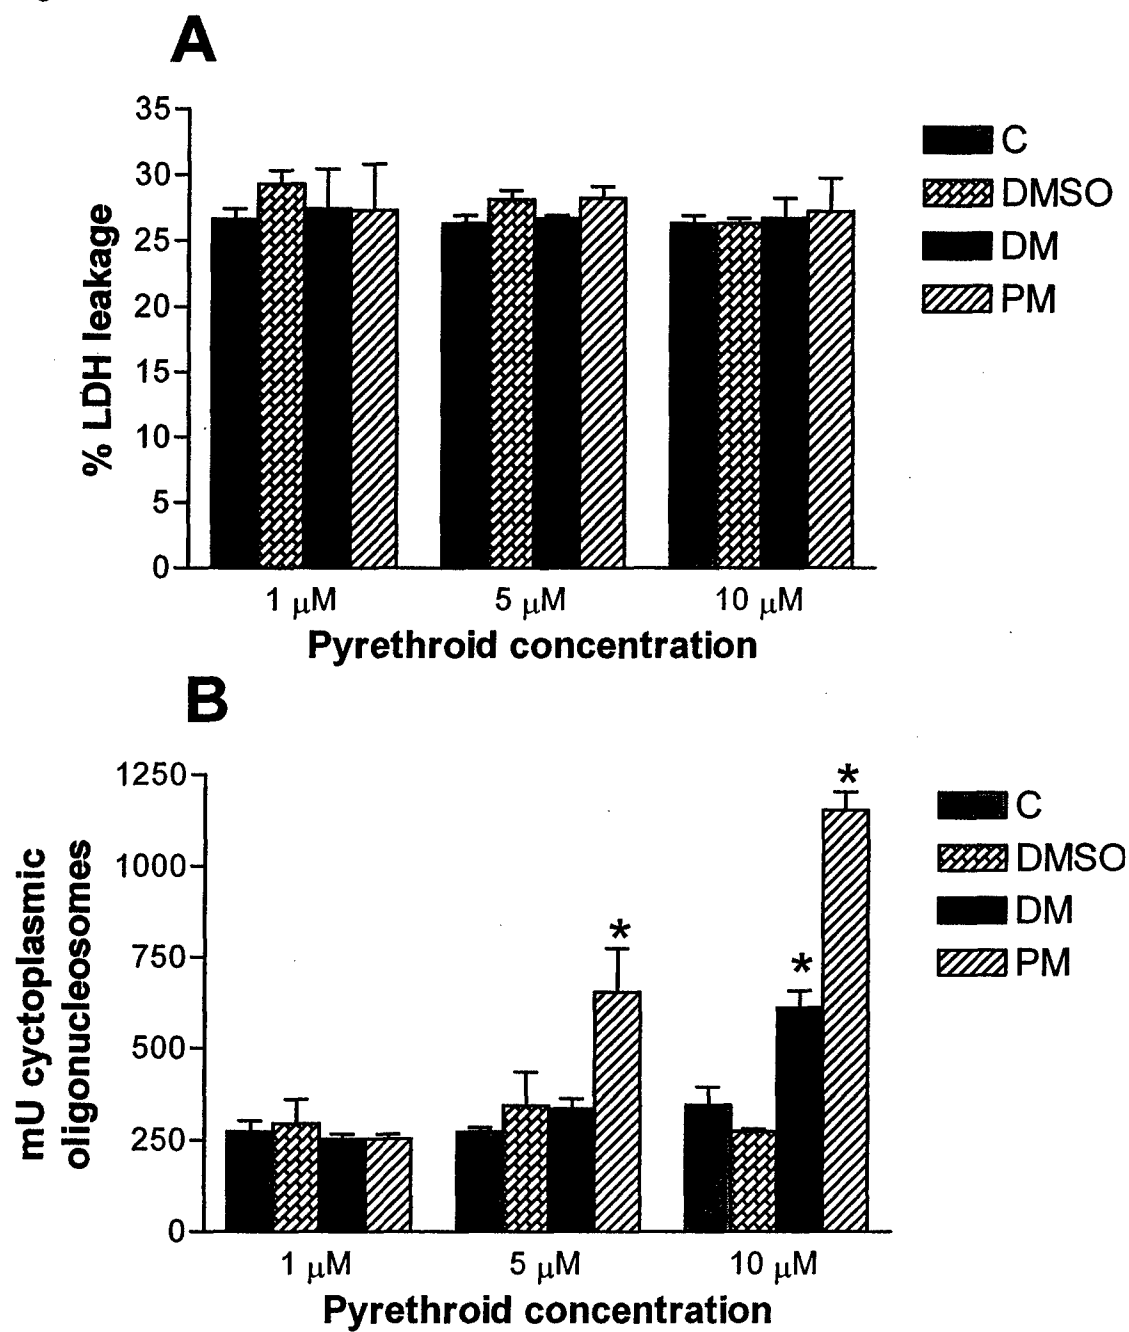 A
35
30
25
20
15
10
5
0
% LDH leakage
1 μM
5 μM
10 μM
Pyrethroid concentration
C
DMSO
DM
PM
B
1250
1000
750
500
250
0
mU cyctoplasmic
oligonucleosomes
*
*
*
1 μM
5 μM
10 μM
Pyrethroid concentration
C
DMSO
DM
PM